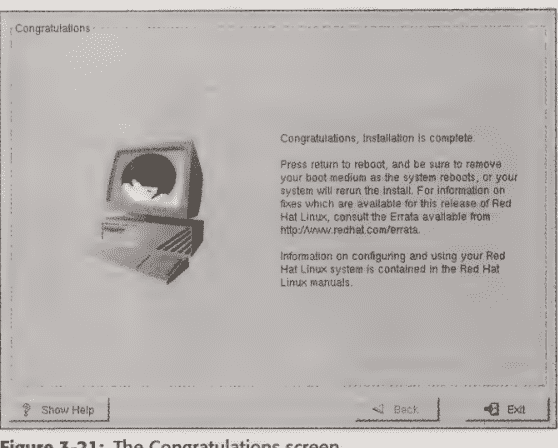 Congratulations
Congratulations, Installation is complete.
Press return to reboot, and be sure to remove
your boot medium as the system reboots, or your
system will rerun the install. For information on
fixes which are available for this release of Red
Hat Linux, consult the Errata available from
http://www.redhat.com/errata.
Information on configuring and using your Red
Hat Linux system is contained in the Red Hat
Linux manuals.
Show Help
Back
Exit
Figure 3-21: The Congratulations screen